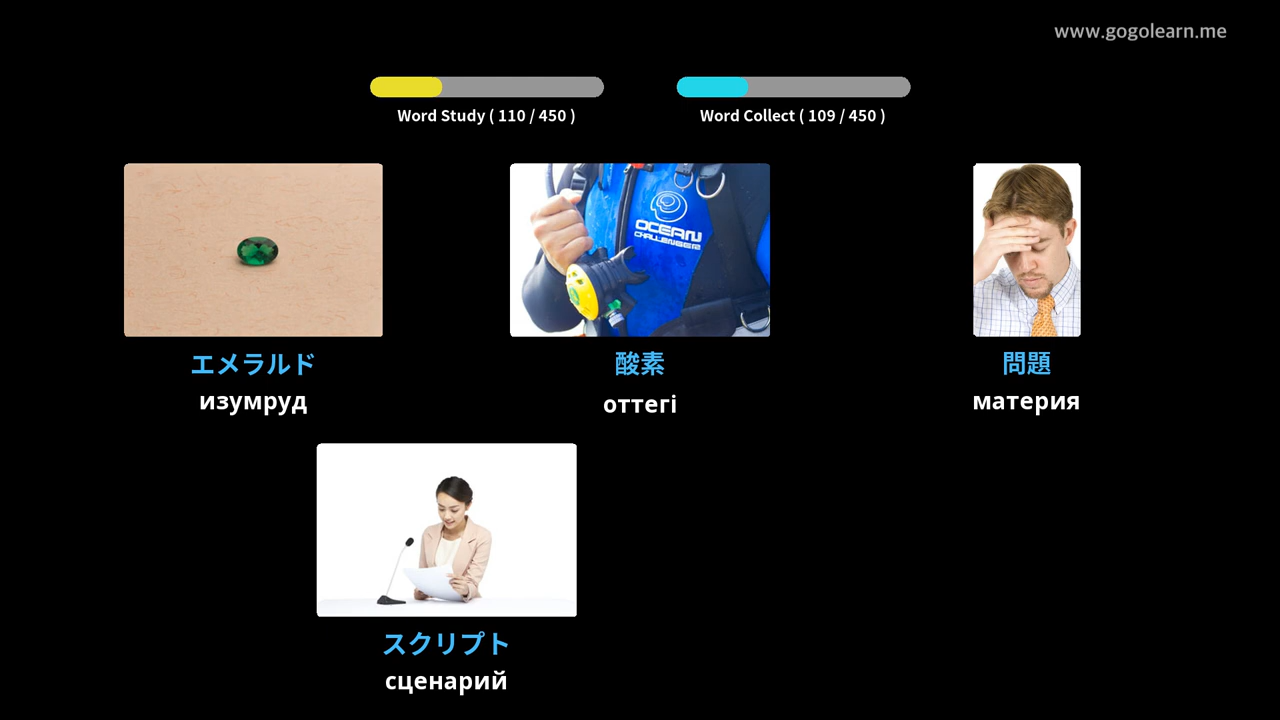 www.gogolearn.me
Word Study ( 110 / 450 )
Word Collect ( 109 / 450 )
OCEAN
CHALLENGER
エメラルド
изумруд
酸素
оттегі
問題
материя
スクリプト
сценарий